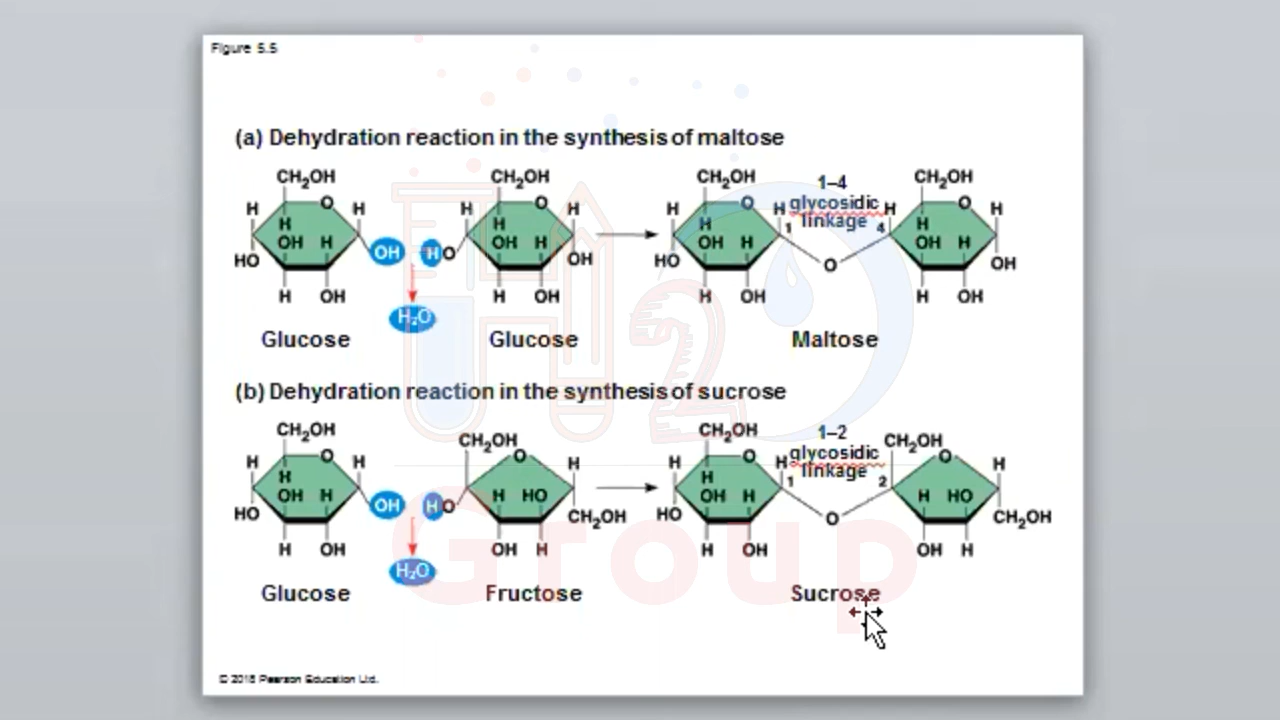 Figure 5.5
(a) Dehydration reaction in the synthesis of maltose
CH₂OH CH₂OH CH₂OH 1–4 CH₂OH
H O H H O H H O H glycosidic H O H
H H H linkage H
1 4
OH H OH H OH H OH H
HO OH H O OH HO O OH
H OH H OH H OH H OH
H₂O
Glucose Glucose Maltose
(b) Dehydration reaction in the synthesis of sucrose
CH₂OH CH₂OH CH₂OH 1–2 CH₂OH
H O H O H H O H glycosidic O H
H H linkage
1 2
OH H H HO OH H H HO
HO OH H O CH₂OH HO O CH₂OH
H OH OH H H OH OH H
H₂O
Glucose Fructose Sucrose
H2O
Group
© 2018 Pearson Education Ltd.